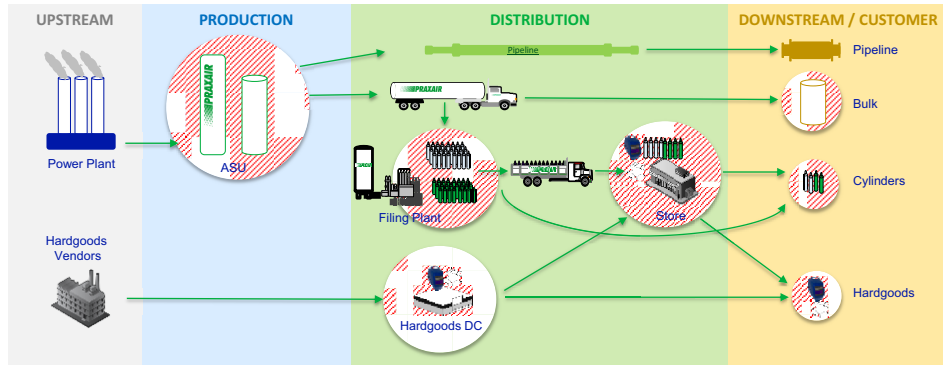 UPSTREAM
PRODUCTION
DISTRIBUTION
DOWNSTREAM / CUSTOMER
Pipeline
Pipeline
PRAXAIR
PRAXAIR
Bulk
Power Plant
ASU
PRAXAIR
Cylinders
Filing Plant
Store
Hardgoods
Vendors
Hardgoods
Hardgoods DC